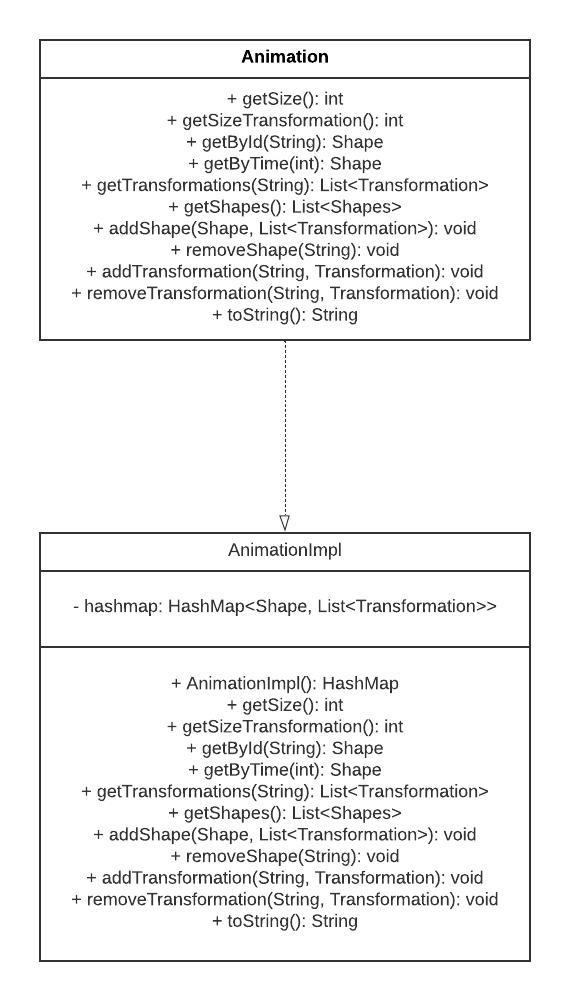 Animation
+ getSize(): int
+ getSizeTransformation(): int
+ getById(String): Shape
+ getByTime(int): Shape
+ getTransformations(String): List<Transformation>
+ getShapes(): List<Shapes>
+ addShape(Shape, List<Transformation>): void
+ removeShape(String): void
+ addTransformation(String, Transformation): void
+ removeTransformation(String, Transformation): void
+ toString(): String
AnimationImpl
- hashmap: HashMap<Shape, List<Transformation>>
+ AnimationImpl(): HashMap
+ getSize(): int
+ getSizeTransformation(): int
+ getById(String): Shape
+ getByTime(int): Shape
+ getTransformations(String): List<Transformation>
+ getShapes(): List<Shapes>
+ addShape(Shape, List<Transformation>): void
+ removeShape(String): void
+ addTransformation(String, Transformation): void
+ removeTransformation(String, Transformation): void
+ toString(): String